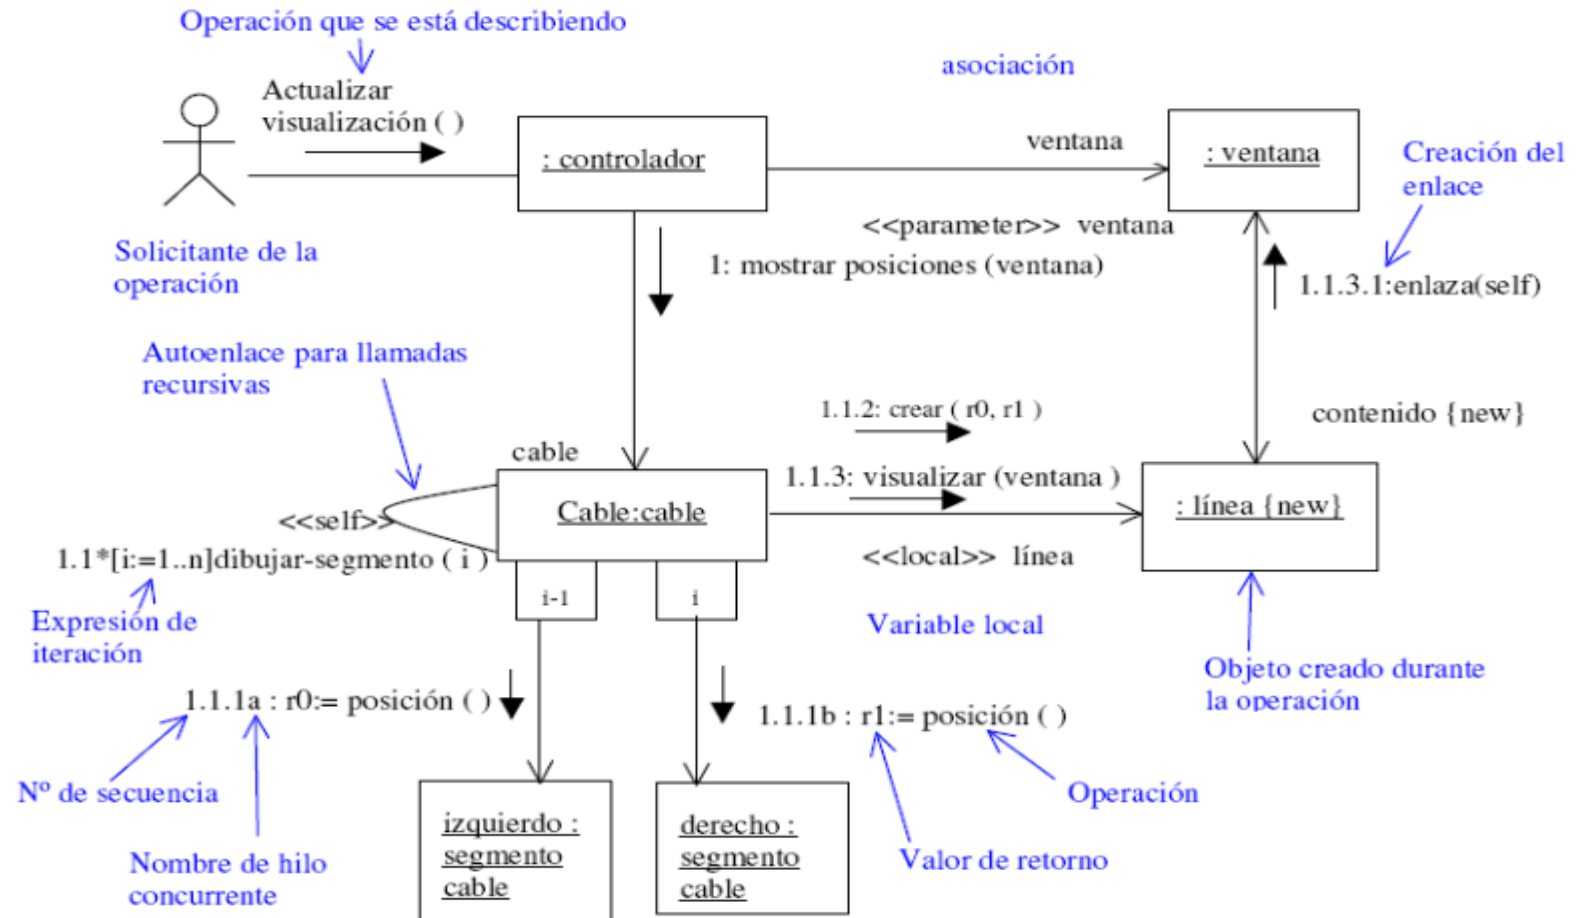 Operación que se está describiendo
asociación
Actualizar
visualización ( )
: controlador
ventana
: ventana
Creación del
enlace
<<parameter>> ventana
Solicitante de la
operación
1: mostrar posiciones (ventana)
1.1.3.1:enlaza(self)
Autoenlace para llamadas
recursivas
1.1.2: crear ( r0, r1 )
contenido {new}
cable
1.1.3: visualizar (ventana )
<<self>>
Cable:cable
: línea {new}
1.1*[i:=1..n]dibujar-segmento ( i )
<<local>> línea
i-1
i
Expresión de
iteración
Variable local
Objeto creado durante
la operación
1.1.1a : r0:= posición ( )
1.1.1b : r1:= posición ( )
Nº de secuencia
Operación
izquierdo :
segmento
cable
derecho :
segmento
cable
Nombre de hilo
concurrente
Valor de retorno